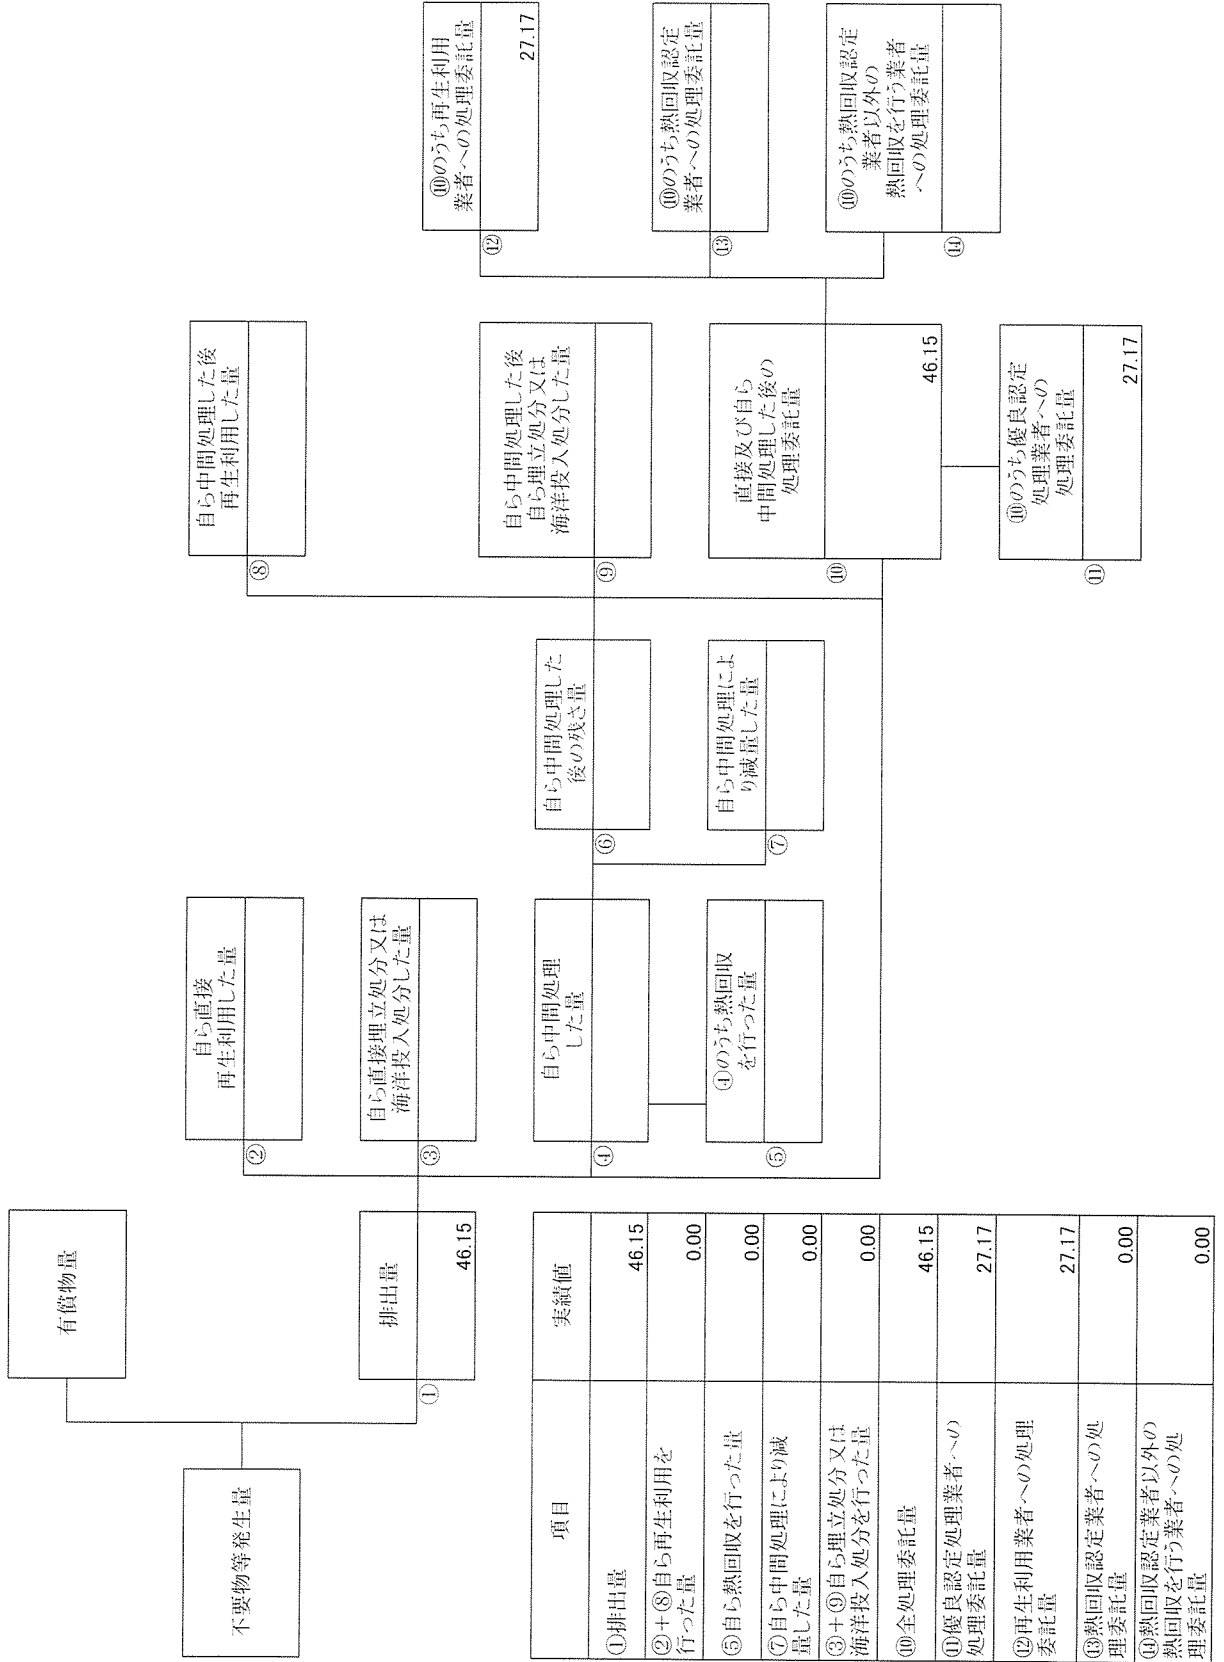 不要物等発生量
有償物量
排出量
①
46.15
自ら直接
再生利用した量
②
自ら直接埋立処分又は
海洋投入処分した量
③
自ら中間処理
した量
④
④のうち熱回収
を行った量
⑤
自ら中間処理した
後の残さ量
⑥
自ら中間処理によ
り減量した量
⑦
自ら中間処理した後
再生利用した量
⑧
自ら中間処理した後
自ら埋立処分又は
海洋投入処分した量
⑨
直接及び自ら
中間処理した後の
処理委託量
⑩
46.15
⑩のうち優良認定
処理業者への
処理委託量
⑪
27.17
⑩のうち再生利用
業者への処理委託量
⑫
27.17
⑩のうち熱回収認定
業者への処理委託量
⑬
⑩のうち熱回収認定
業者以外の
熱回収を行う業者
への処理委託量
⑭
項目 実績値
①排出量 46.15
②+⑧自ら再生利用を
行った量 0.00
⑤自ら熱回収を行った量 0.00
⑦自ら中間処理により減
量した量 0.00
③+⑨自ら埋立処分又は
海洋投入処分を行った量 0.00
⑩全処理委託量 46.15
⑪優良認定処理業者への
処理委託量 27.17
⑫再生利用業者への処理
委託量 27.17
⑬熱回収認定業者への処
理委託量 0.00
⑭熱回収認定業者以外の
熱回収を行う業者への処
理委託量 0.00